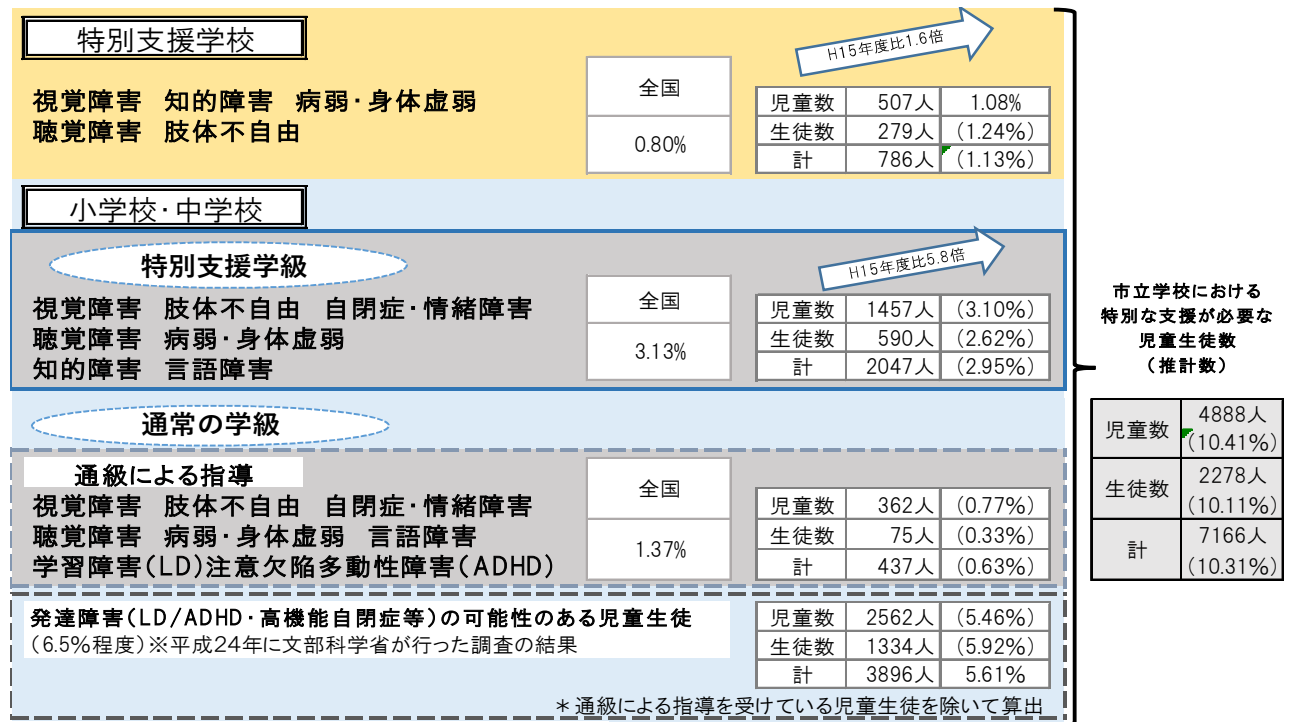 特別支援学校
視覚障害 知的障害 病弱・身体虚弱
聴覚障害 肢体不自由
全国
0.80%
H15年度比1.6倍
児童数 507人 1.08%
生徒数 279人 (1.24%)
計 786人 (1.13%)
小学校・中学校
特別支援学級
視覚障害 肢体不自由 自閉症・情緒障害
聴覚障害 病弱・身体虚弱
知的障害 言語障害
全国
3.13%
H15年度比5.8倍
児童数 1457人 (3.10%)
生徒数 590人 (2.62%)
計 2047人 (2.95%)
通常の学級
通級による指導
視覚障害 肢体不自由 自閉症・情緒障害
聴覚障害 病弱・身体虚弱 言語障害
学習障害(LD)注意欠陥多動性障害(ADHD)
全国
1.37%
児童数 362人 (0.77%)
生徒数 75人 (0.33%)
計 437人 (0.63%)
発達障害(LD/ADHD・高機能自閉症等)の可能性のある児童生徒
(6.5%程度)※平成24年に文部科学省が行った調査の結果
児童数 2562人 (5.46%)
生徒数 1334人 (5.92%)
計 3896人 5.61%
*通級による指導を受けている児童生徒を除いて算出
市立学校における
特別な支援が必要な
児童生徒数
(推計数)
児童数 4888人
(10.41%)
生徒数 2278人
(10.11%)
計 7166人
(10.31%)